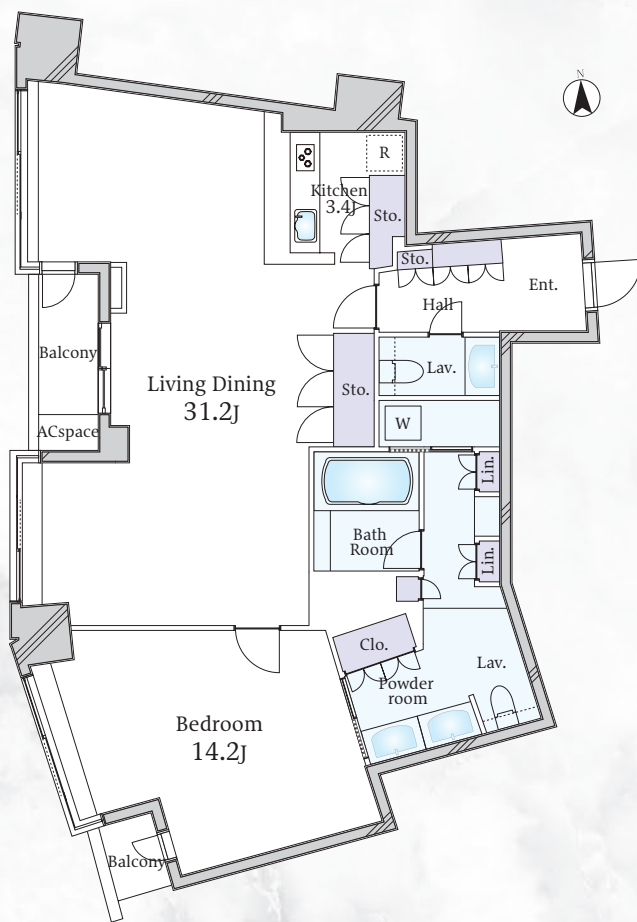 N
R
Kitchen
3.4J
Sto.
Sto.
Ent.
Hall
Balcony
Lav.
Living Dining
31.2J
Sto.
W
ACspace
Lin.
Bath
Room
Lin.
Clo.
Lav.
Powder
room
Bedroom
14.2J
Balcony